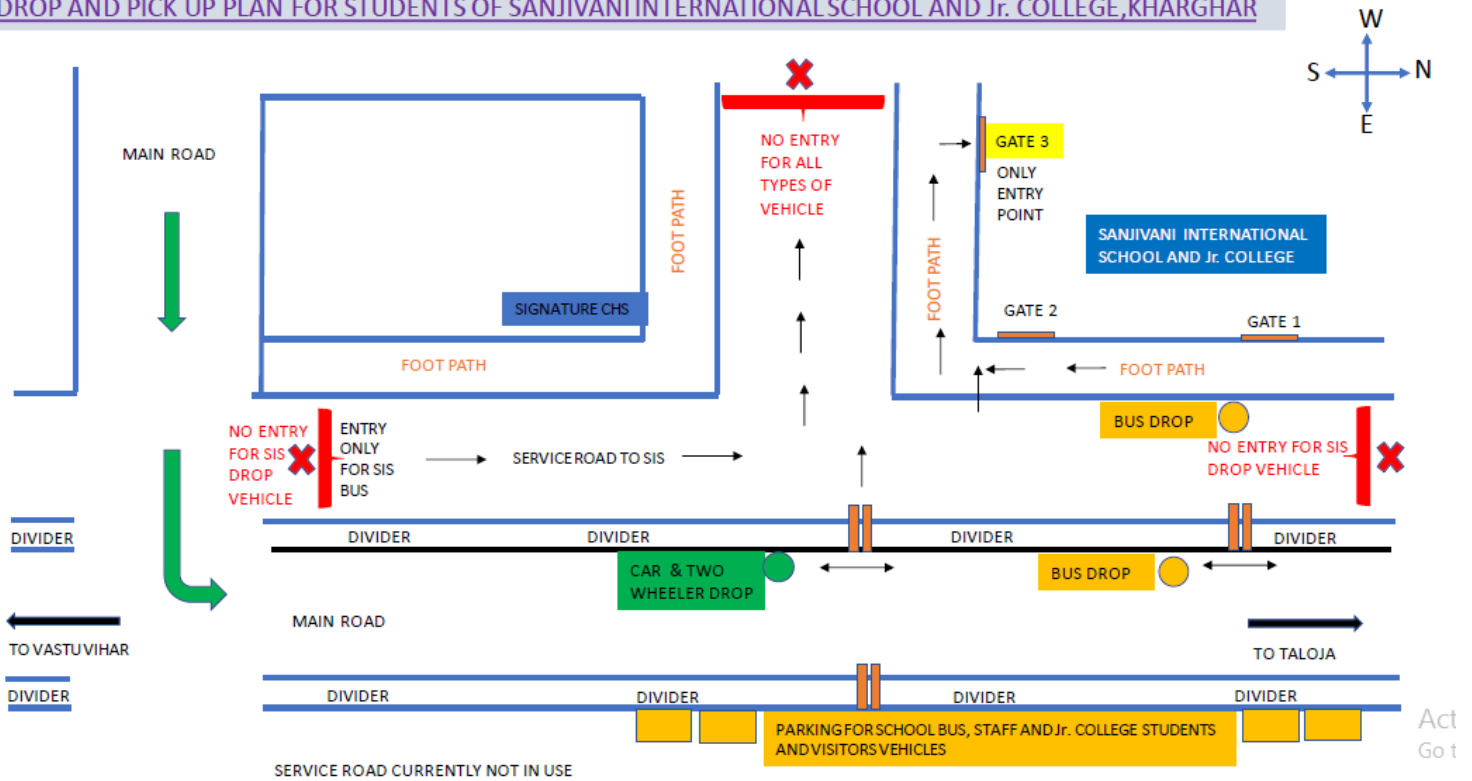 DROP AND PICK UP PLAN FOR STUDENTS OF SANJIVANI INTERNATIONAL SCHOOL AND Jr. COLLEGE,KHARGHAR
W
S
N
E
MAIN ROAD
NO ENTRY
FOR ALL
TYPES OF
VEHICLE
GATE 3
ONLY
ENTRY
POINT
FOOT PATH
FOOT PATH
SANJIVANI INTERNATIONAL
SCHOOL AND Jr. COLLEGE
SIGNATURE CHS
GATE 2
GATE 1
FOOT PATH
FOOT PATH
BUS DROP
NO ENTRY
FOR SIS
DROP
VEHICLE
ENTRY
ONLY
FOR SIS
BUS
SERVICE ROAD TO SIS
NO ENTRY FOR SIS
DROP VEHICLE
DIVIDER
DIVIDER
DIVIDER
DIVIDER
DIVIDER
CAR & TWO
WHEELER DROP
BUS DROP
MAIN ROAD
TO VASTU VIHAR
TO TALOJA
DIVIDER
DIVIDER
DIVIDER
DIVIDER
DIVIDER
PARKING FOR SCHOOL BUS, STAFF AND Jr. COLLEGE STUDENTS
AND VISITORS VEHICLES
SERVICE ROAD CURRENTLY NOT IN USE
Act
Go t